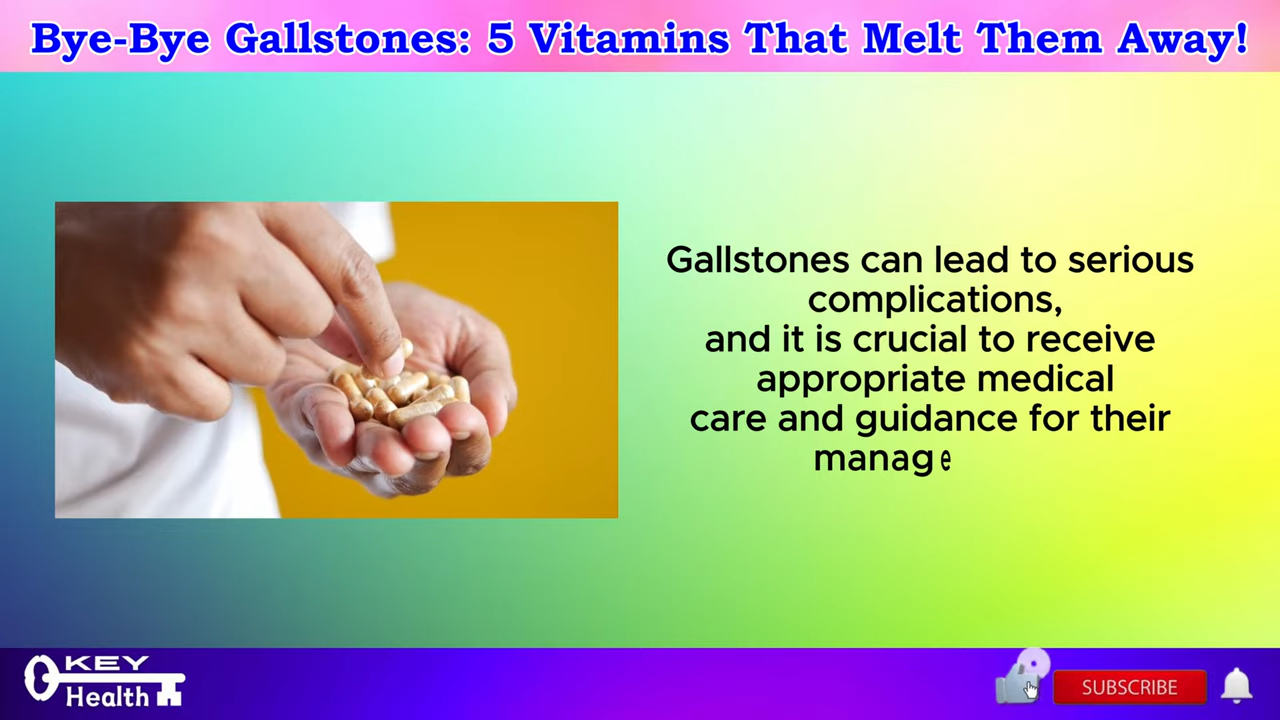 Bye-Bye Gallstones: 5 Vitamins That Melt Them Away!
Gallstones can lead to serious
complications,
and it is crucial to receive
appropriate medical
care and guidance for their
manage
KEY
Health
SUBSCRIBE